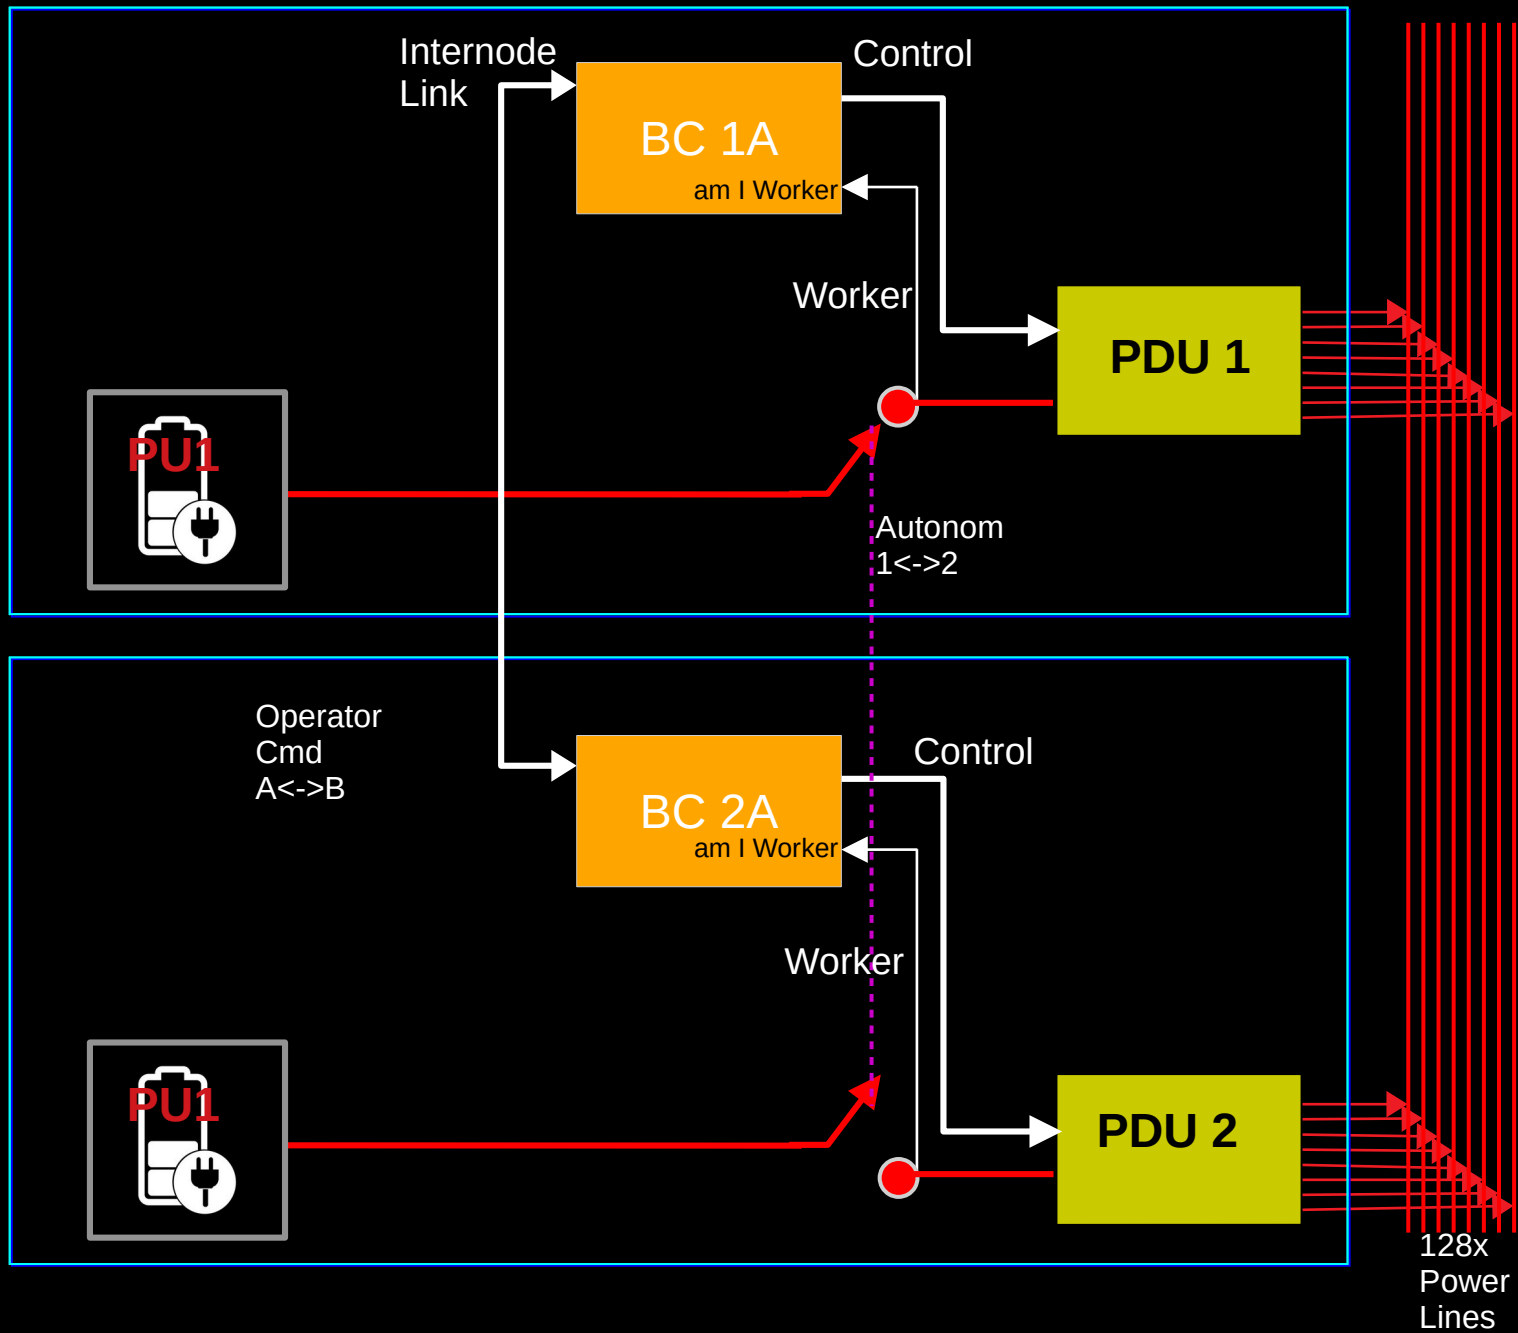 Internode
Link
Control
BC 1A
am I Worker
Worker
PDU 1
PU1
Autonom
1<->2
Operator
Cmd
A<->B
Control
BC 2A
am I Worker
Worker
PU1
PDU 2
128x
Power
Lines